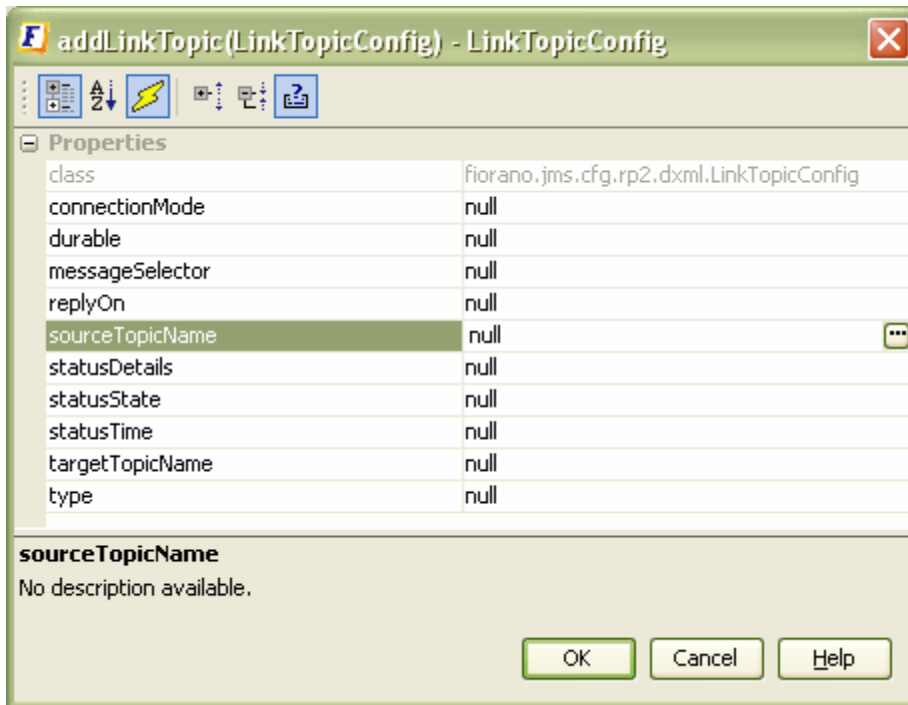 addLinkTopic(LinkTopicConfig) - LinkTopicConfig
Properties
class fiorano.jms.cfg.rp2.dxml.LinkTopicConfig
connectionMode null
durable null
messageSelector null
replyOn null
sourceTopicName null
statusDetails null
statusState null
statusTime null
targetTopicName null
type null
sourceTopicName
No description available.
OK Cancel Help